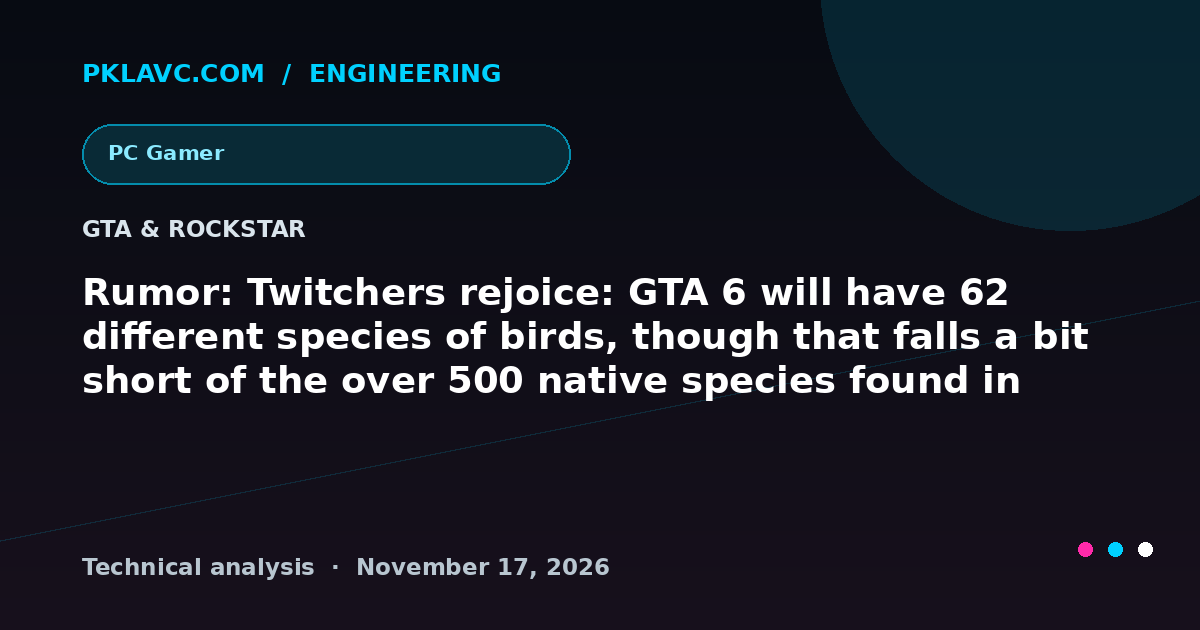 PKLAVC.COM / ENGINEERING
PC Gamer
GTA & ROCKSTAR
Rumor: Twitchers rejoice: GTA 6 will have 62
different species of birds, though that falls a bit
short of the over 500 native species found in
Technical analysis · November 17, 2026